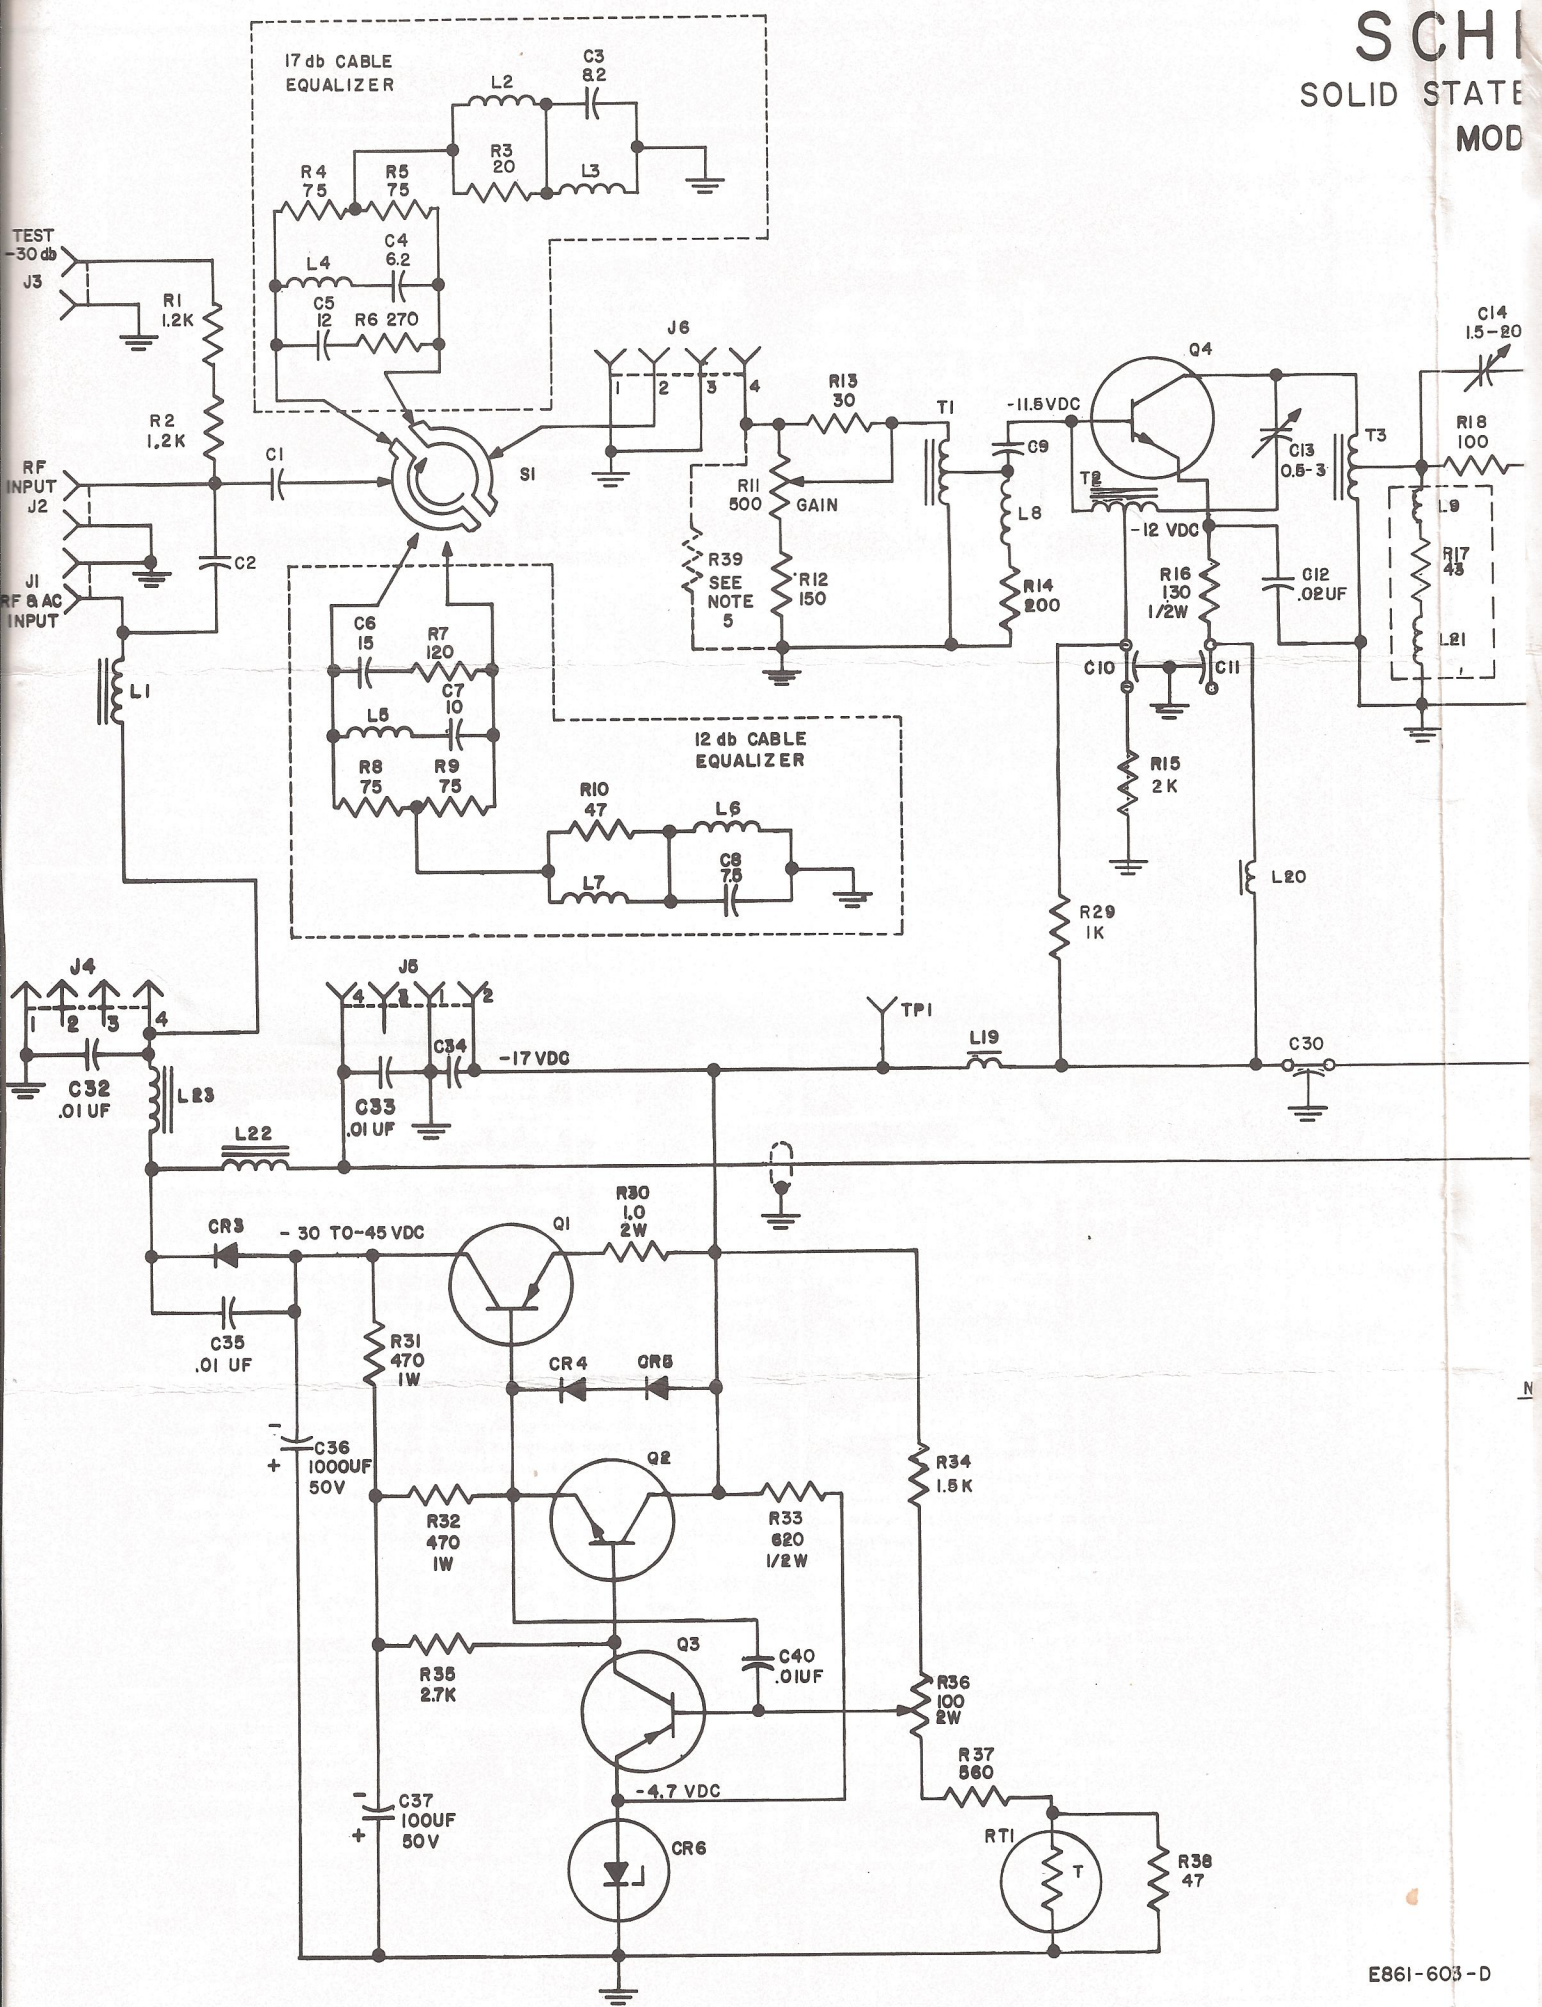 SCH
SOLID STATE
MOD
17 db CABLE
EQUALIZER
C3
8.2
L2
R3
20
L3
R4
75
R5
75
C4
6.2
L4
C5
12
R6 270
TEST
-30 db
J3
R1
1.2K
R2
1.2K
RF
INPUT
J2
C1
C2
J1
RF & AC
INPUT
L1
S1
J6
1
2
3
4
R13
30
R11
500
GAIN
R39
SEE
NOTE
5
R12
150
T1
-11.5VDC
C9
L8
R14
200
Q4
T2
-12 VDC
C13
0.5-3
T3
C14
1.5-20
R18
100
L9
R17
43
L21
R16
130
1/2W
C12
.02UF
C10
C11
R15
2K
R29
1K
L20
C6
15
R7
120
C7
10
L5
R8
75
R9
75
12 db CABLE
EQUALIZER
R10
47
L6
L7
C8
7.5
J4
1
2
3
4
C32
.01 UF
L23
J5
4
3
1
2
C33
.01 UF
C34
-17 VDC
TP1
L19
C30
L22
CR3
- 30 TO-45 VDC
C35
.01 UF
Q1
R30
1.0
2W
R31
470
1W
CR4
CR5
N
-
+
C36
1000UF
50V
R32
470
1W
Q2
R33
620
1/2W
R34
1.5K
R35
2.7K
Q3
C40
.01UF
R36
100
2W
R37
560
-4.7 VDC
-
+
C37
100UF
50V
CR6
RT1
T
R38
47
E861-603-D